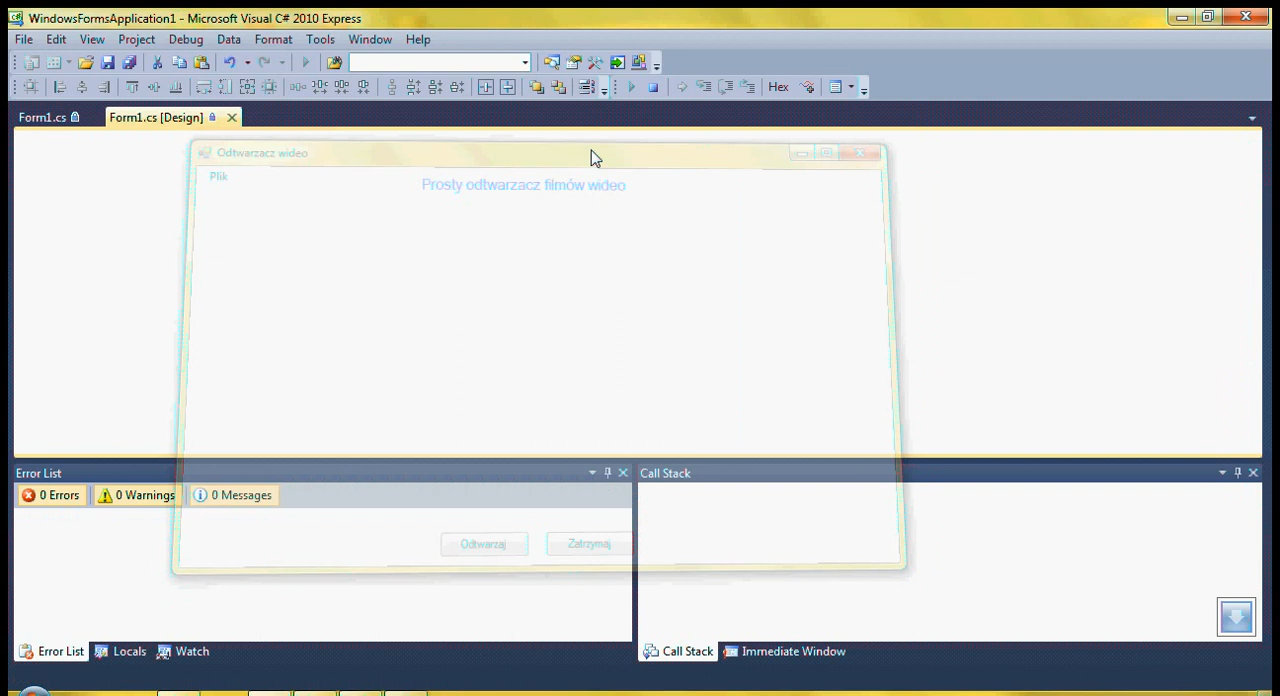 WindowsFormsApplication1 - Microsoft Visual C# 2010 Express
File Edit View Project Debug Data Format Tools Window Help
Hex
Form1.cs Form1.cs [Design]
Odtwarzacz wideo
Plik
Prosty odtwarzacz filmów wideo
Error List Call Stack
0 Errors 0 Warnings 0 Messages
Odtwarzaj Zatrzymaj
Error List Locals Watch Call Stack Immediate Window